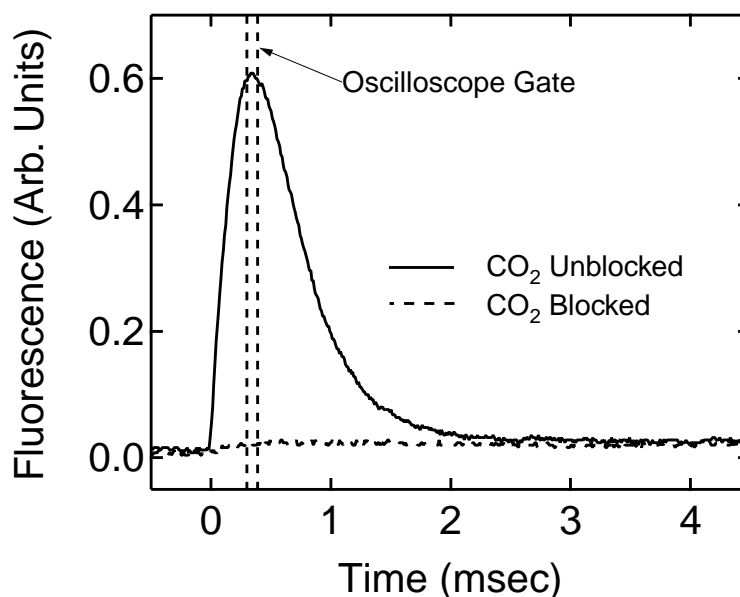 Oscilloscope Gate
Fluorescence (Arb. Units)
0.6
0.4
0.2
0.0
CO2 Unblocked
CO2 Blocked
0 1 2 3 4
Time (msec)